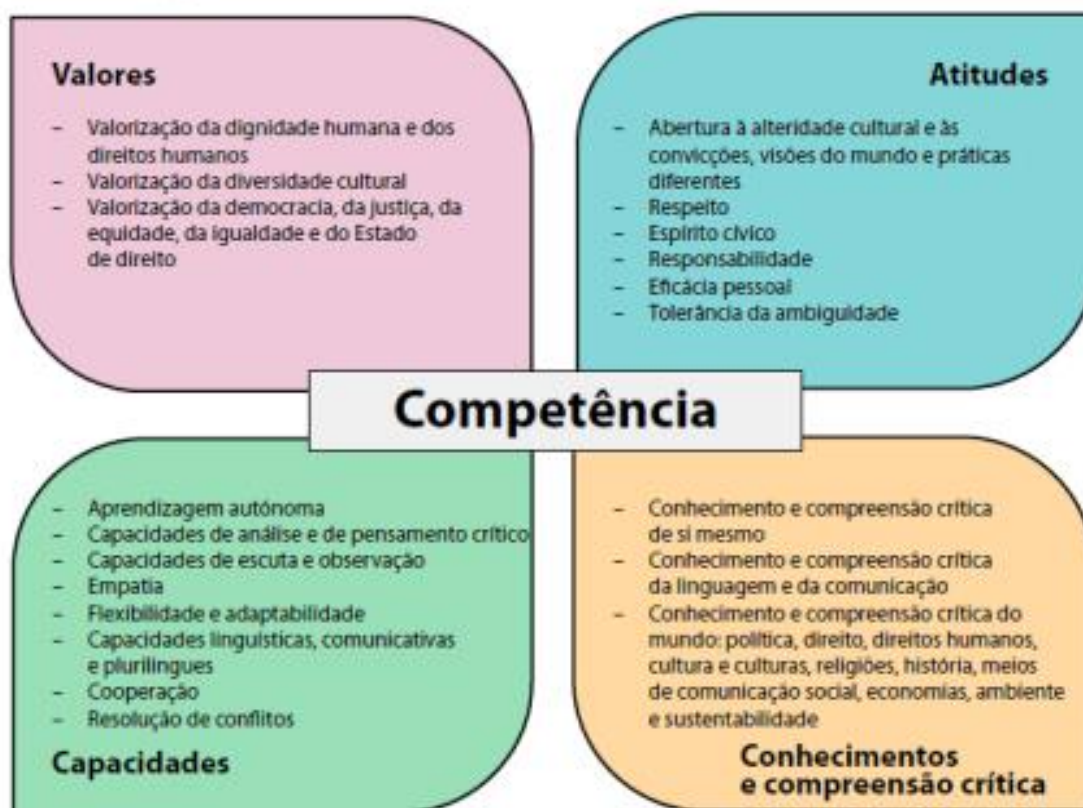 Valores
– Valorização da dignidade humana e dos
direitos humanos
– Valorização da diversidade cultural
– Valorização da democracia, da justiça, da
equidade, da igualdade e do Estado
de direito
Atitudes
– Abertura à alteridade cultural e às
convicções, visões do mundo e práticas
diferentes
– Respeito
– Espírito cívico
– Responsabilidade
– Eficácia pessoal
– Tolerância da ambiguidade
Competência
– Aprendizagem autónoma
– Capacidades de análise e de pensamento crítico
– Capacidades de escuta e observação
– Empatia
– Flexibilidade e adaptabilidade
– Capacidades linguísticas, comunicativas
e plurilingues
– Cooperação
– Resolução de conflitos
Capacidades
– Conhecimento e compreensão crítica
de si mesmo
– Conhecimento e compreensão crítica
da linguagem e da comunicação
– Conhecimento e compreensão crítica do
mundo: política, direito, direitos humanos,
cultura e culturas, religiões, história, meios
de comunicação social, economias, ambiente
e sustentabilidade
Conhecimentos
e compreensão crítica